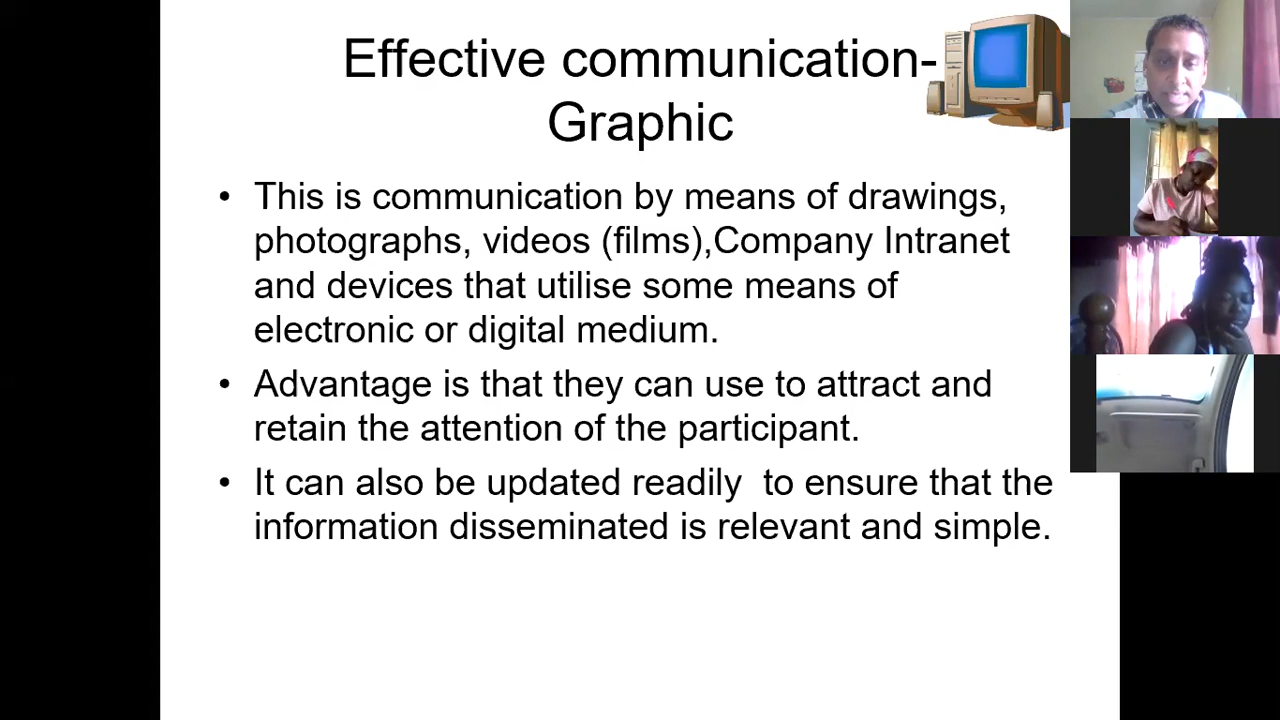 Effective communication-
Graphic
• This is communication by means of drawings,
photographs, videos (films),Company Intranet
and devices that utilise some means of
electronic or digital medium.
• Advantage is that they can use to attract and
retain the attention of the participant.
• It can also be updated readily  to ensure that the
information disseminated is relevant and simple.